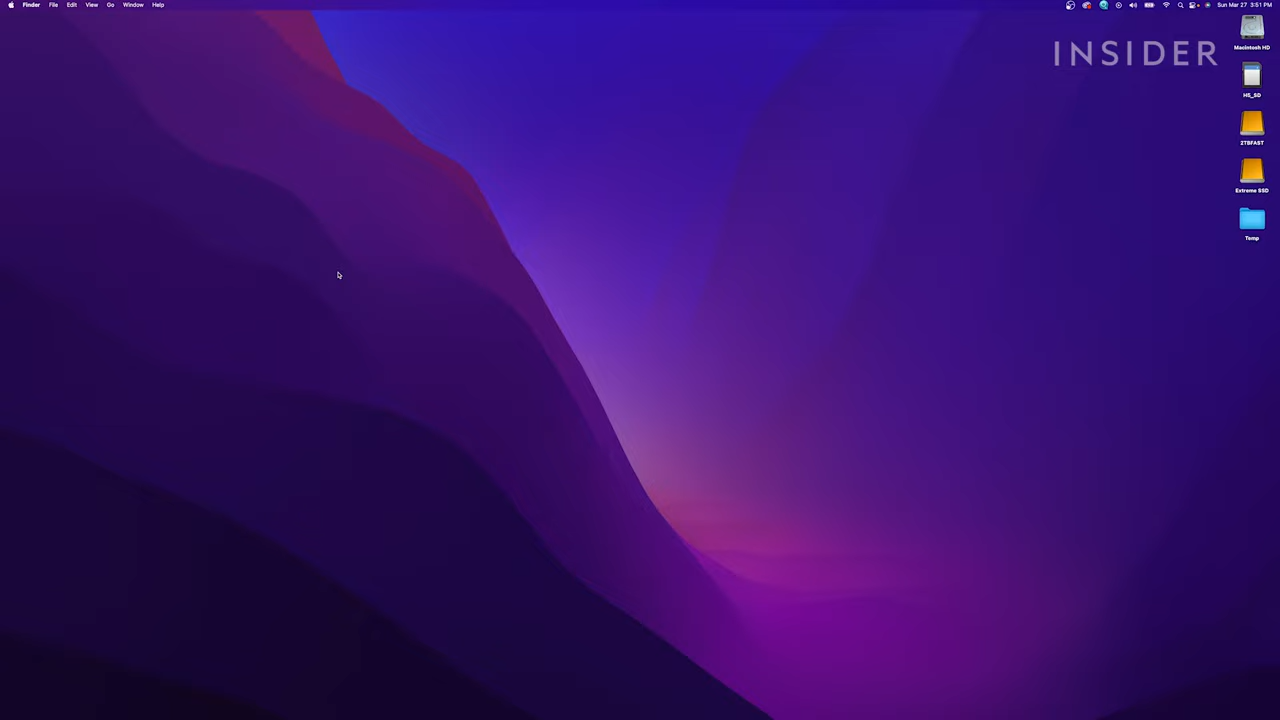 Finder File Edit View Go Window Help Sun Mar 27 3:51 PM
INSIDER
Macintosh HD
HS_SD
2TBFAST
Extreme SSD
Temp